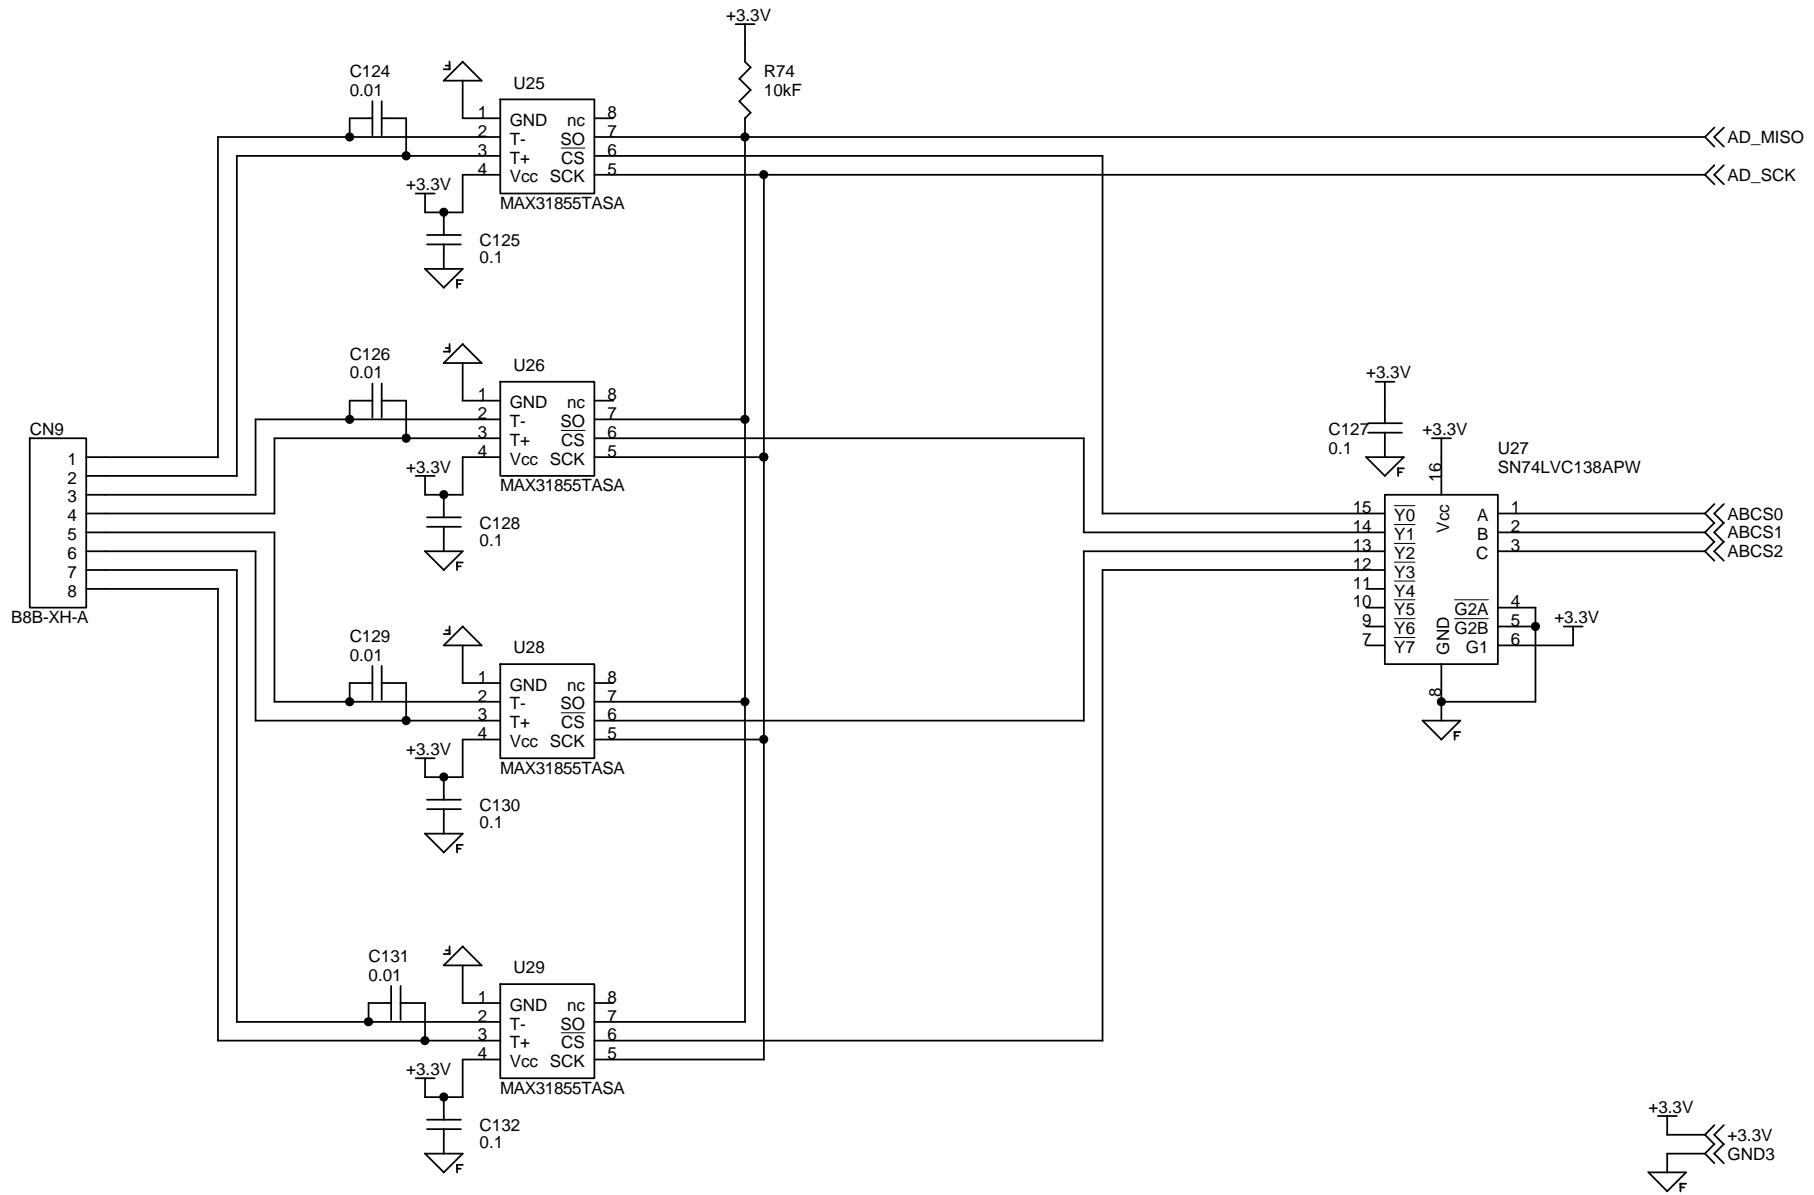 +3.3V
R74
10kF
C124
0.01
F
U25
1 GND nc 8
2 T- SO 7
3 T+ CS 6
4 Vcc SCK 5
MAX31855TASA
+3.3V
C125
0.1
F
AD_MISO
AD_SCK
C126
0.01
F
U26
1 GND nc 8
2 T- SO 7
3 T+ CS 6
4 Vcc SCK 5
MAX31855TASA
+3.3V
C128
0.1
F
CN9
1
2
3
4
5
6
7
8
B8B-XH-A
C129
0.01
F
U28
1 GND nc 8
2 T- SO 7
3 T+ CS 6
4 Vcc SCK 5
MAX31855TASA
+3.3V
C130
0.1
F
C131
0.01
F
U29
1 GND nc 8
2 T- SO 7
3 T+ CS 6
4 Vcc SCK 5
MAX31855TASA
+3.3V
C132
0.1
F
+3.3V
C127
0.1
F
+3.3V
U27
SN74LVC138APW
16
Vcc
15 Y0 A 1
14 Y1 B 2
13 Y2 C 3
12 Y3
11 Y4
10 Y5 G2A 4
9 Y6 G2B 5
7 Y7 G1 6
GND
8
F
+3.3V
ABCS0
ABCS1
ABCS2
+3.3V
+3.3V
GND3
F